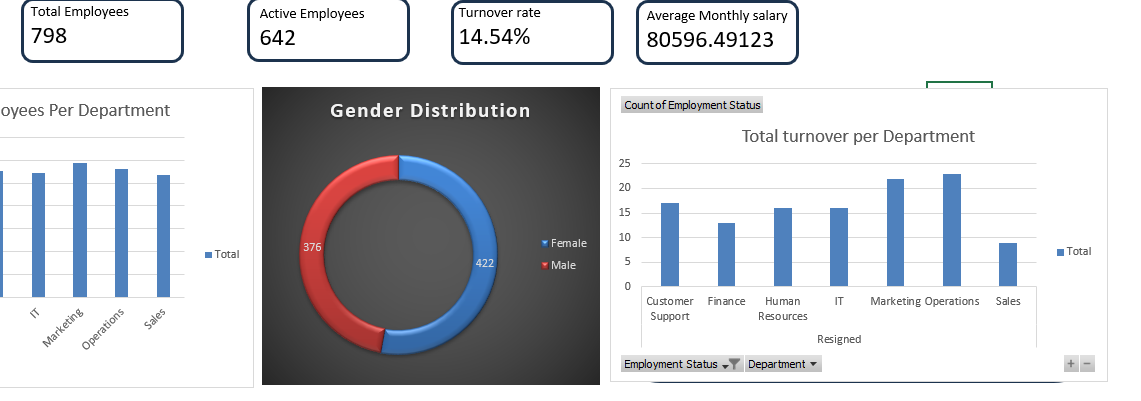 Total Employees
798
Active Employees
642
Turnover rate
14.54%
Average Monthly salary
80596.49123
oyees Per Department
IT
Marketing
Operations
Sales
Total
Gender Distribution
376
422
Female
Male
Count of Employment Status
Total turnover per Department
25
20
15
10
5
0
Customer Support
Finance
Human Resources
IT
Marketing
Operations
Sales
Resigned
Total
Employment Status
Department
+
−